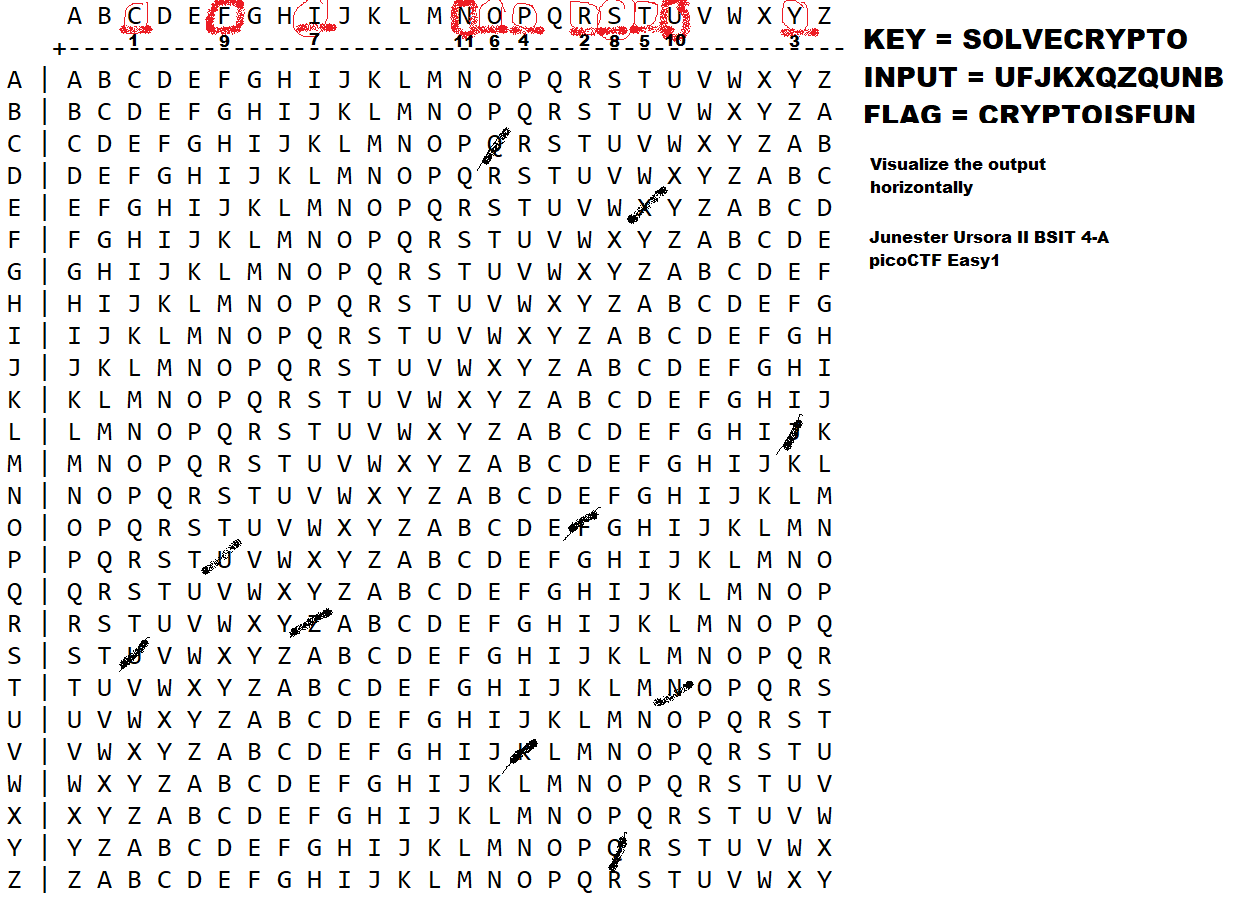 A B C D E F G H I J K L M N O P Q R S T U V W X Y Z
1 9 7 11 6 4 2 8 5 10 3
+----------------------------------------------------
A | A B C D E F G H I J K L M N O P Q R S T U V W X Y Z
B | B C D E F G H I J K L M N O P Q R S T U V W X Y Z A
C | C D E F G H I J K L M N O P Q R S T U V W X Y Z A B
D | D E F G H I J K L M N O P Q R S T U V W X Y Z A B C
E | E F G H I J K L M N O P Q R S T U V W X Y Z A B C D
F | F G H I J K L M N O P Q R S T U V W X Y Z A B C D E
G | G H I J K L M N O P Q R S T U V W X Y Z A B C D E F
H | H I J K L M N O P Q R S T U V W X Y Z A B C D E F G
I | I J K L M N O P Q R S T U V W X Y Z A B C D E F G H
J | J K L M N O P Q R S T U V W X Y Z A B C D E F G H I
K | K L M N O P Q R S T U V W X Y Z A B C D E F G H I J
L | L M N O P Q R S T U V W X Y Z A B C D E F G H I J K
M | M N O P Q R S T U V W X Y Z A B C D E F G H I J K L
N | N O P Q R S T U V W X Y Z A B C D E F G H I J K L M
O | O P Q R S T U V W X Y Z A B C D E F G H I J K L M N
P | P Q R S T U V W X Y Z A B C D E F G H I J K L M N O
Q | Q R S T U V W X Y Z A B C D E F G H I J K L M N O P
R | R S T U V W X Y Z A B C D E F G H I J K L M N O P Q
S | S T U V W X Y Z A B C D E F G H I J K L M N O P Q R
T | T U V W X Y Z A B C D E F G H I J K L M N O P Q R S
U | U V W X Y Z A B C D E F G H I J K L M N O P Q R S T
V | V W X Y Z A B C D E F G H I J K L M N O P Q R S T U
W | W X Y Z A B C D E F G H I J K L M N O P Q R S T U V
X | X Y Z A B C D E F G H I J K L M N O P Q R S T U V W
Y | Y Z A B C D E F G H I J K L M N O P Q R S T U V W X
Z | Z A B C D E F G H I J K L M N O P Q R S T U V W X Y
KEY = SOLVECRYPTO
INPUT = UFJKXQZQUNB
FLAG = CRYPTOISFUN
Visualize the output
horizontally
Junester Ursora II BSIT 4-A
picoCTF Easy1